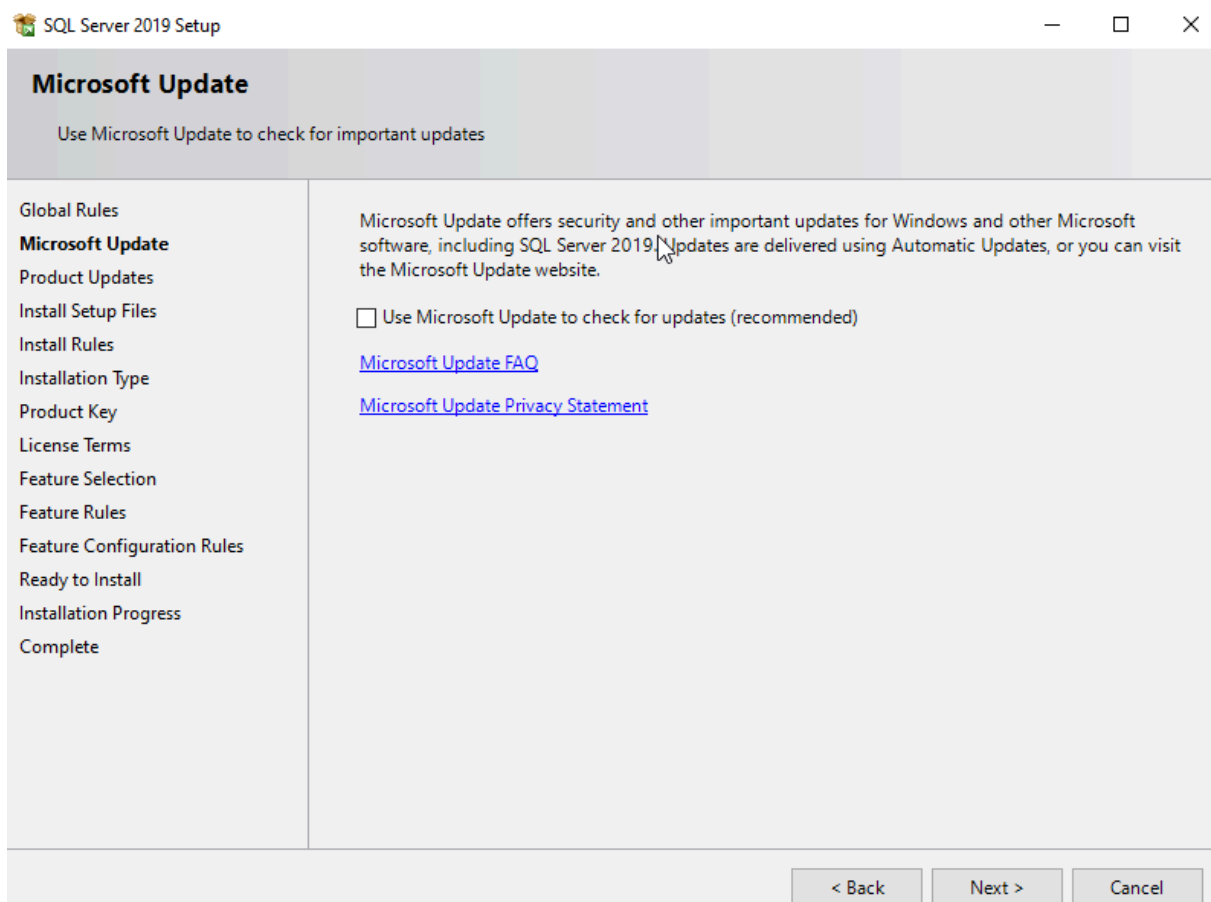 SQL Server 2019 Setup
Microsoft Update
Use Microsoft Update to check for important updates
Global Rules
Microsoft Update
Product Updates
Install Setup Files
Install Rules
Installation Type
Product Key
License Terms
Feature Selection
Feature Rules
Feature Configuration Rules
Ready to Install
Installation Progress
Complete
Microsoft Update offers security and other important updates for Windows and other Microsoft
software, including SQL Server 2019. Updates are delivered using Automatic Updates, or you can visit
the Microsoft Update website.
Use Microsoft Update to check for updates (recommended)
Microsoft Update FAQ
Microsoft Update Privacy Statement
< Back
Next >
Cancel